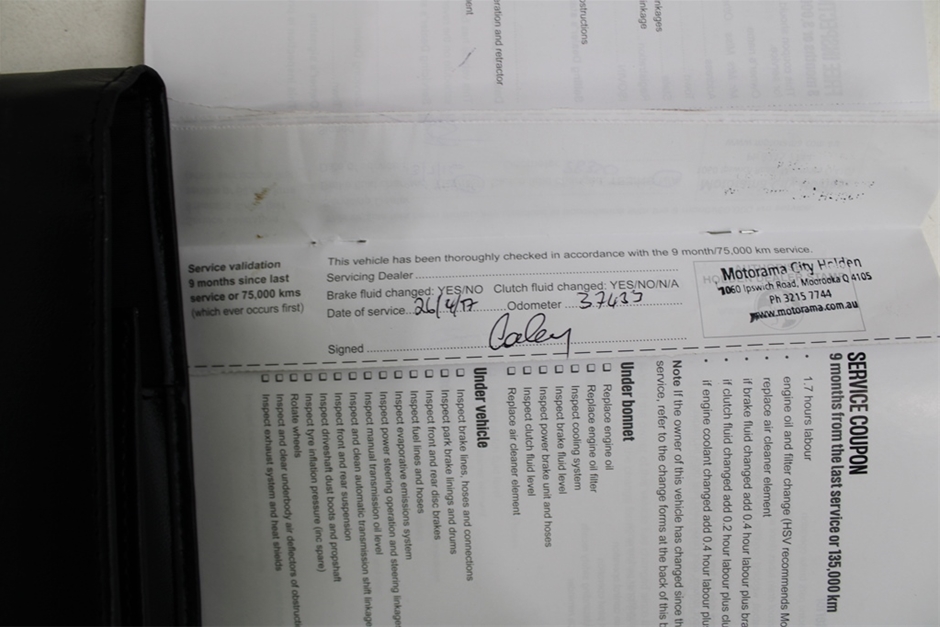 Service validation
9 months since last
service or 75,000 kms
(which ever occurs first)
This vehicle has been thoroughly checked in accordance with the 9 month/75,000 km service.
Servicing Dealer
Brake fluid changed: YES/NO Clutch fluid changed: YES/NO/N/A
Date of service 26/4/17 Odometer 37433
Signed
Motorama City Holden
1060 Ipswich Road, Moorooka Q 4105
Ph 3215 7744
www.motorama.com.au
SERVICE COUPON
9 months from the last service or 135,000 km
• 1.7 hours labour
• engine oil and filter change (HSV recommends Mo
• replace air cleaner element
• if brake fluid changed add 0.4 hour labour plus bra
• if clutch fluid changed add 0.2 hour labour plus clu
• if engine coolant changed add 0.4 hour labour plu
Note If the owner of this vehicle has changed since th
service, refer to the change forms at the back of this b
Under bonnet
❑ Replace engine oil
❑ Replace engine oil filter
❑ Inspect cooling system
❑ Inspect brake fluid level
❑ Inspect power brake unit and hoses
❑ Inspect clutch fluid level
❑ Replace air cleaner element
Under vehicle
❑ Inspect brake lines, hoses and connections
❑ Inspect park brake linings and drums
❑ Inspect front and rear disc brakes
❑ Inspect fuel lines and hoses
❑ Inspect evaporative emissions system
❑ Inspect power steering operation and steering linkages
❑ Inspect manual transmission oil level
❑ Inspect and clean automatic transmission shift linkage
❑ Inspect front and rear suspension
❑ Inspect driveshaft dust boots and propshaft
❑ Inspect tyre inflation pressure (inc spare)
❑ Rotate wheels
❑ Inspect and clear underbody air deflectors of obstruct
❑ Inspect exhaust system and heat shields
nkages
inkage
bstructions
eration and retractor
ent